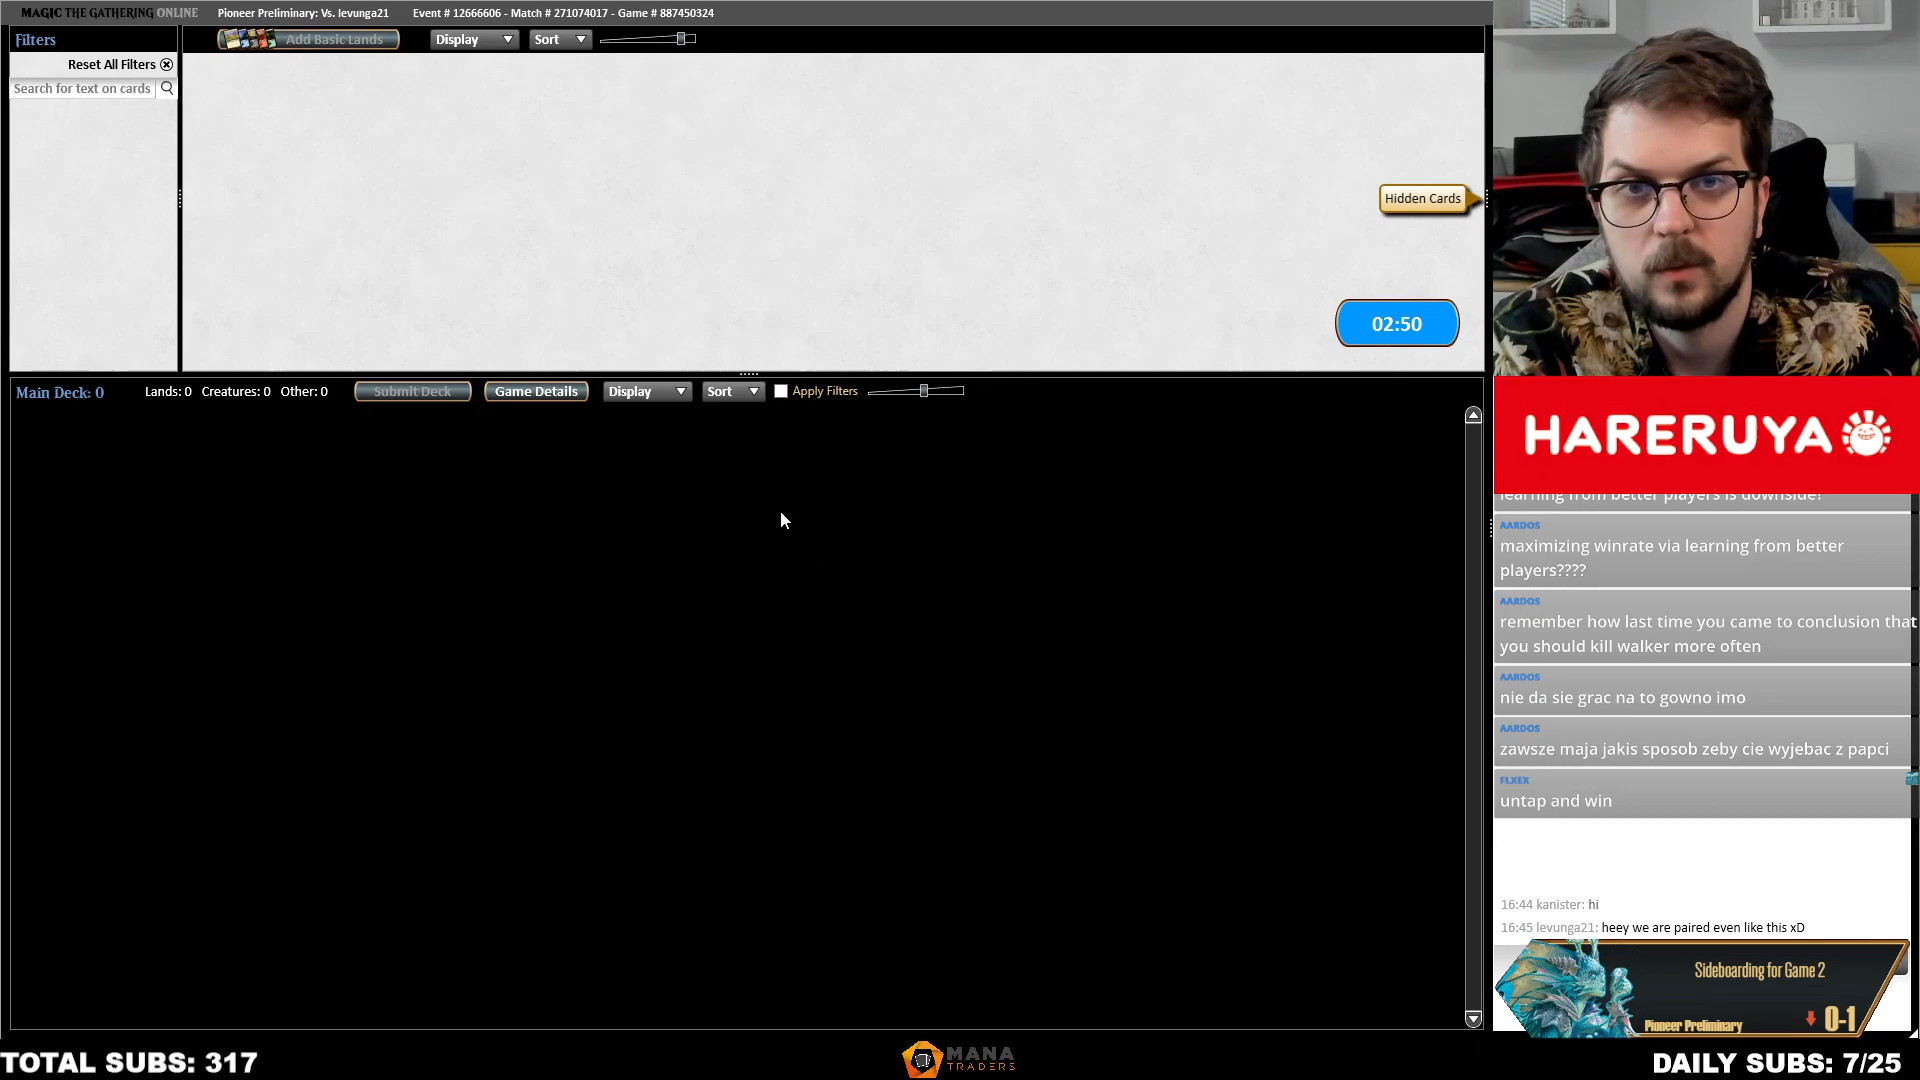 MAGIC THE GATHERING ONLINE
Pioneer Preliminary: Vs. levunga21
Event # 12666606 - Match # 271074017 - Game # 887450324
Filters
Add Basic Lands
Display
Sort
Reset All Filters
Search for text on cards
Hidden Cards
02:50
Main Deck: 0
Lands: 0 Creatures: 0 Other: 0
Submit Deck
Game Details
Display
Sort
Apply Filters
HARERUYA
learning from better players is downside!
AARDOS
maximizing winrate via learning from better
players????
AARDOS
remember how last time you came to conclusion that
you should kill walker more often
AARDOS
nie da sie grac na to gowno imo
AARDOS
zawsze maja jakis sposob zeby cie wyjebac z papci
FLXEX
untap and win
16:44 kanister: hi
16:45 levunga21: heey we are paired even like this xD
Sideboarding for Game 2
Pioneer Preliminary
0-1
TOTAL SUBS: 317
MANA
TRADERS
DAILY SUBS: 7/25